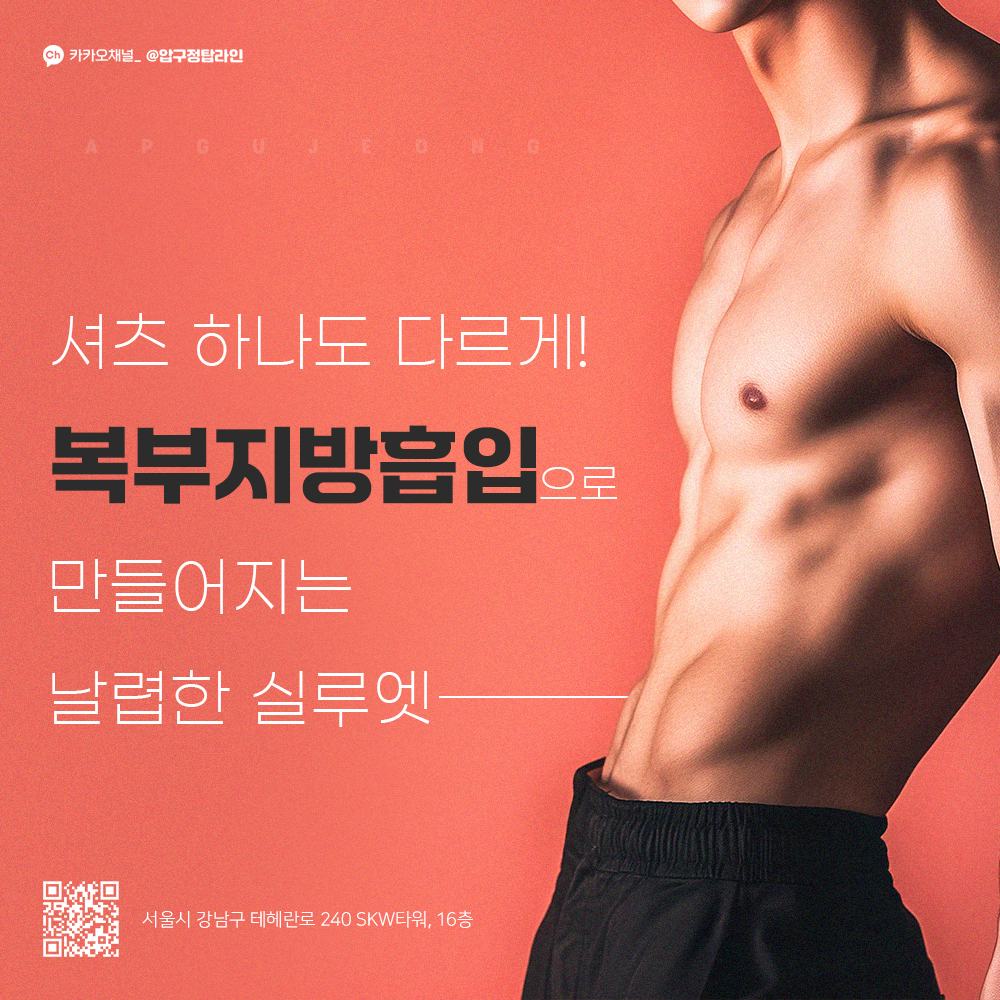 Ch 카카오채널_ @압구정탑라인
APGUJEONG
셔츠 하나도 다르게!
복부지방흡입으로
만들어지는
날렵한 실루엣
서울시 강남구 테헤란로 240 SKW타워, 16층